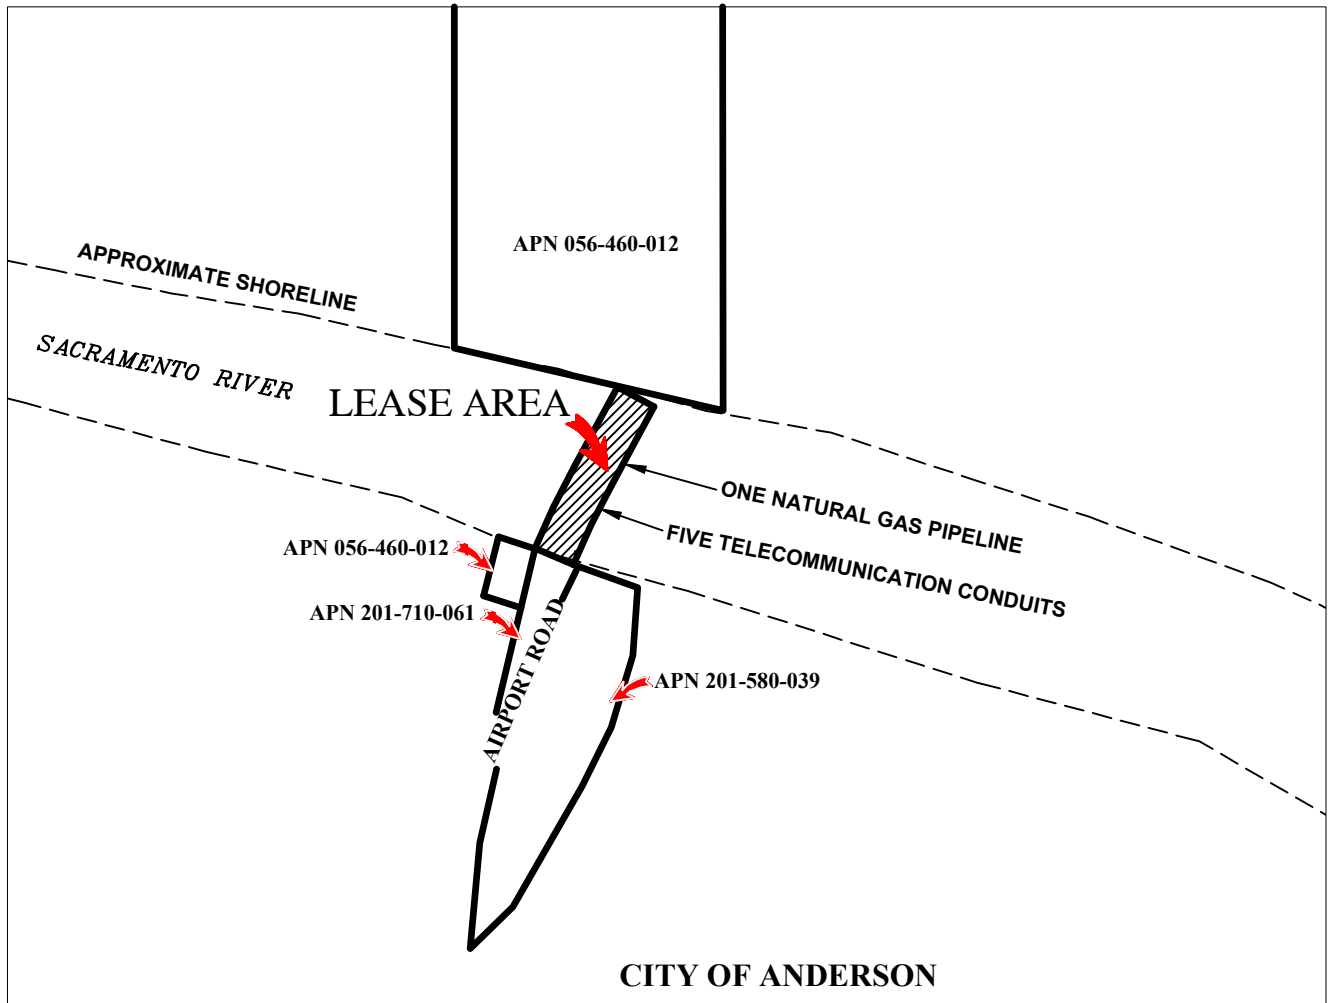 APN 056-460-012
APPROXIMATE SHORELINE
SACRAMENTO RIVER
LEASE AREA
ONE NATURAL GAS PIPELINE
FIVE TELECOMMUNICATION CONDUITS
APN 056-460-012
APN 201-710-061
AIRPORT ROAD
APN 201-580-039
CITY OF ANDERSON